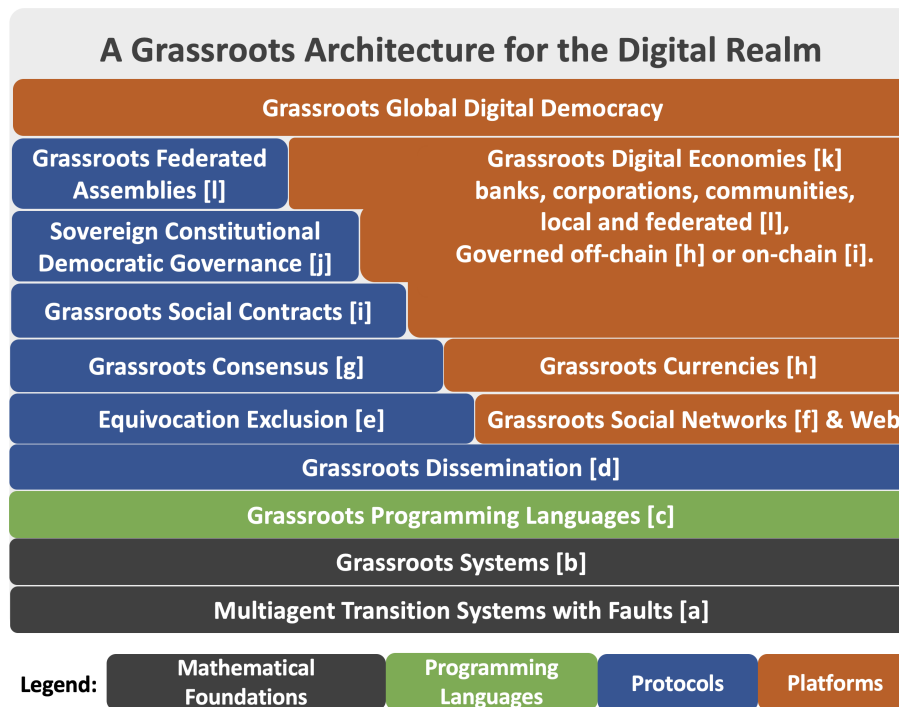 A Grassroots Architecture for the Digital Realm
Grassroots Global Digital Democracy
Grassroots Federated
Assemblies [l]
Grassroots Digital Economies [k]
banks, corporations, communities,
local and federated [l],
Governed off-chain [h] or on-chain [i].
Sovereign Constitutional
Democratic Governance [j]
Grassroots Social Contracts [i]
Grassroots Consensus [g]
Grassroots Currencies [h]
Equivocation Exclusion [e]
Grassroots Social Networks [f] & Web
Grassroots Dissemination [d]
Grassroots Programming Languages [c]
Grassroots Systems [b]
Multiagent Transition Systems with Faults [a]
Legend:
Mathematical
Foundations
Programming
Languages
Protocols
Platforms